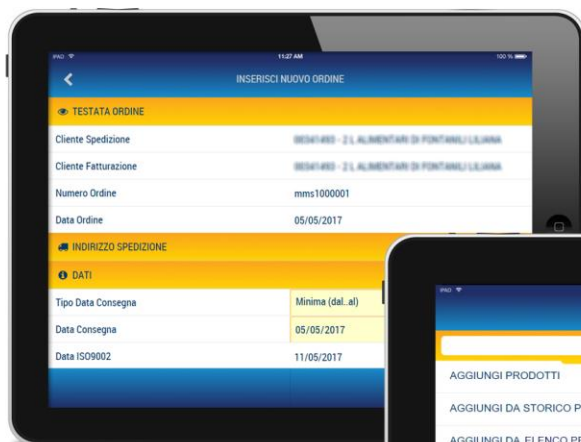 IPAD 11:27 AM 100 %
INSERISCI NUOVO ORDINE
TESTATA ORDINE
Cliente Spedizione
Cliente Fatturazione
Numero Ordine mms1000001
Data Ordine 05/05/2017
INDIRIZZO SPEDIZIONE
DATI
Tipo Data Consegna Minima (dal..al)
Data Consegna 05/05/2017
Data ISO9002 11/05/2017
IPAD
AGGIUNGI PRODOTTI
AGGIUNGI DA STORICO P
AGGIUNGI DA ELENCO PR